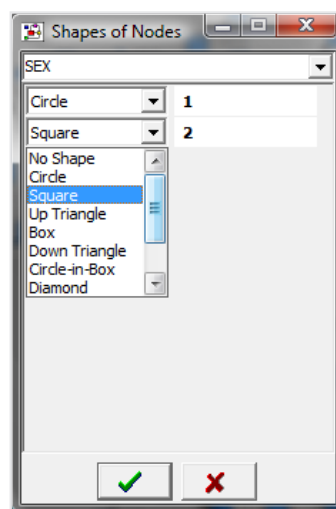 Shapes of Nodes
SEX
Circle 1
Square 2
No Shape
Circle
Square
Up Triangle
Box
Down Triangle
Circle-in-Box
Diamond